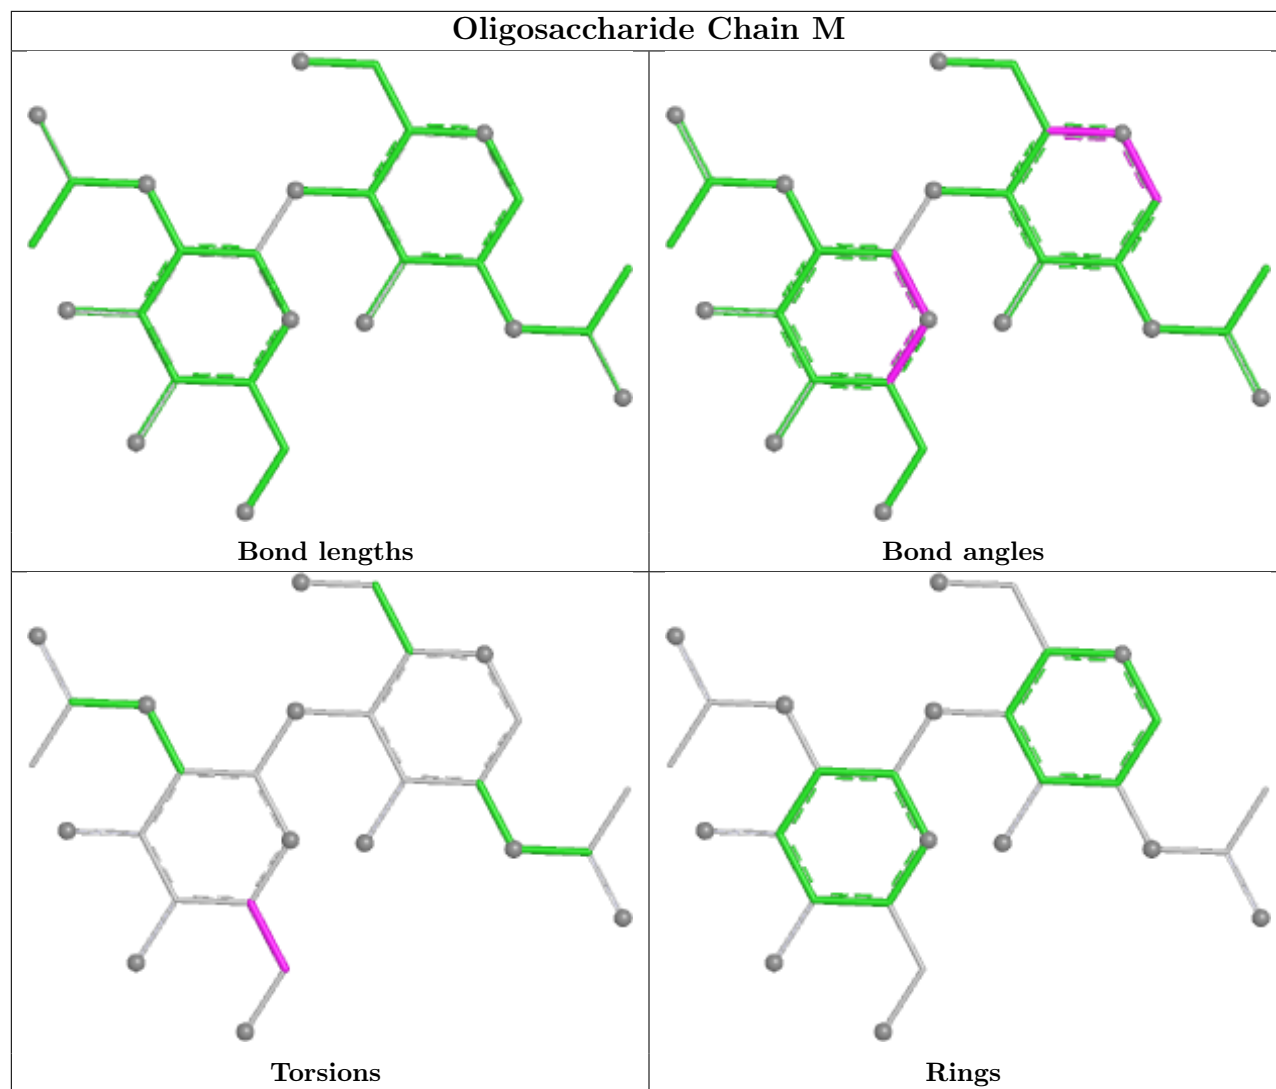 Oligosaccharide Chain M
Bond lengths
Bond angles
Torsions
Rings